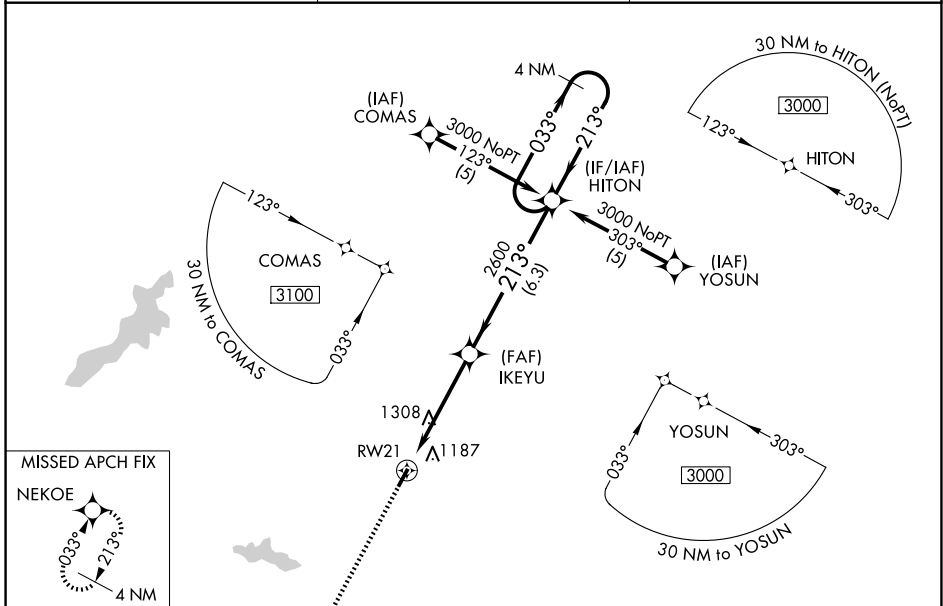 30 NM to HITON (NoPT)
3000
123°
HITON
303°
4 NM
033°
213°
(IAF)
COMAS
3000 NoPT
123°
(5)
(IF/IAF)
HITON
3000 NoPT
303°
(5)
(IAF)
YOSUN
123°
COMAS
3100
033°
30 NM to COMAS
2600
213°
(6.3)
(FAF)
IKEYU
1308
RW21
1187
YOSUN
303°
033°
3000
30 NM to YOSUN
MISSED APCH FIX
NEKOE
033°
213°
4 NM